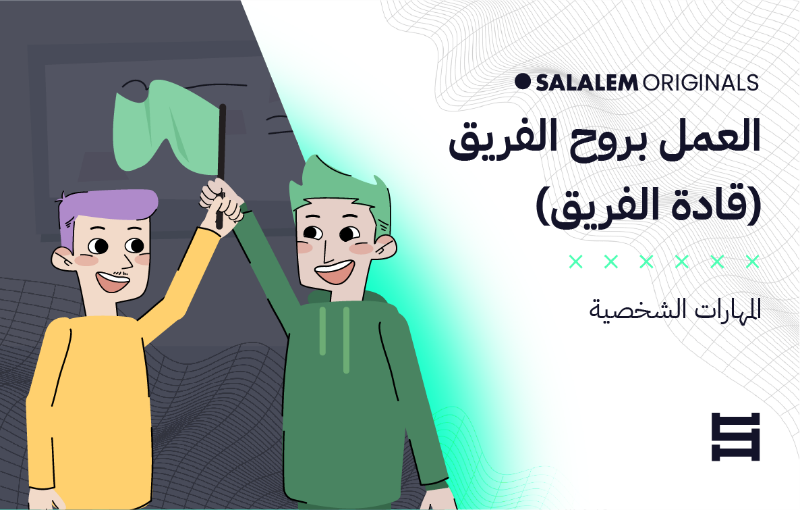 SALALEM ORIGINALS
العمل بروح الفريق
(قادة الفريق)
المهارات الشخصية